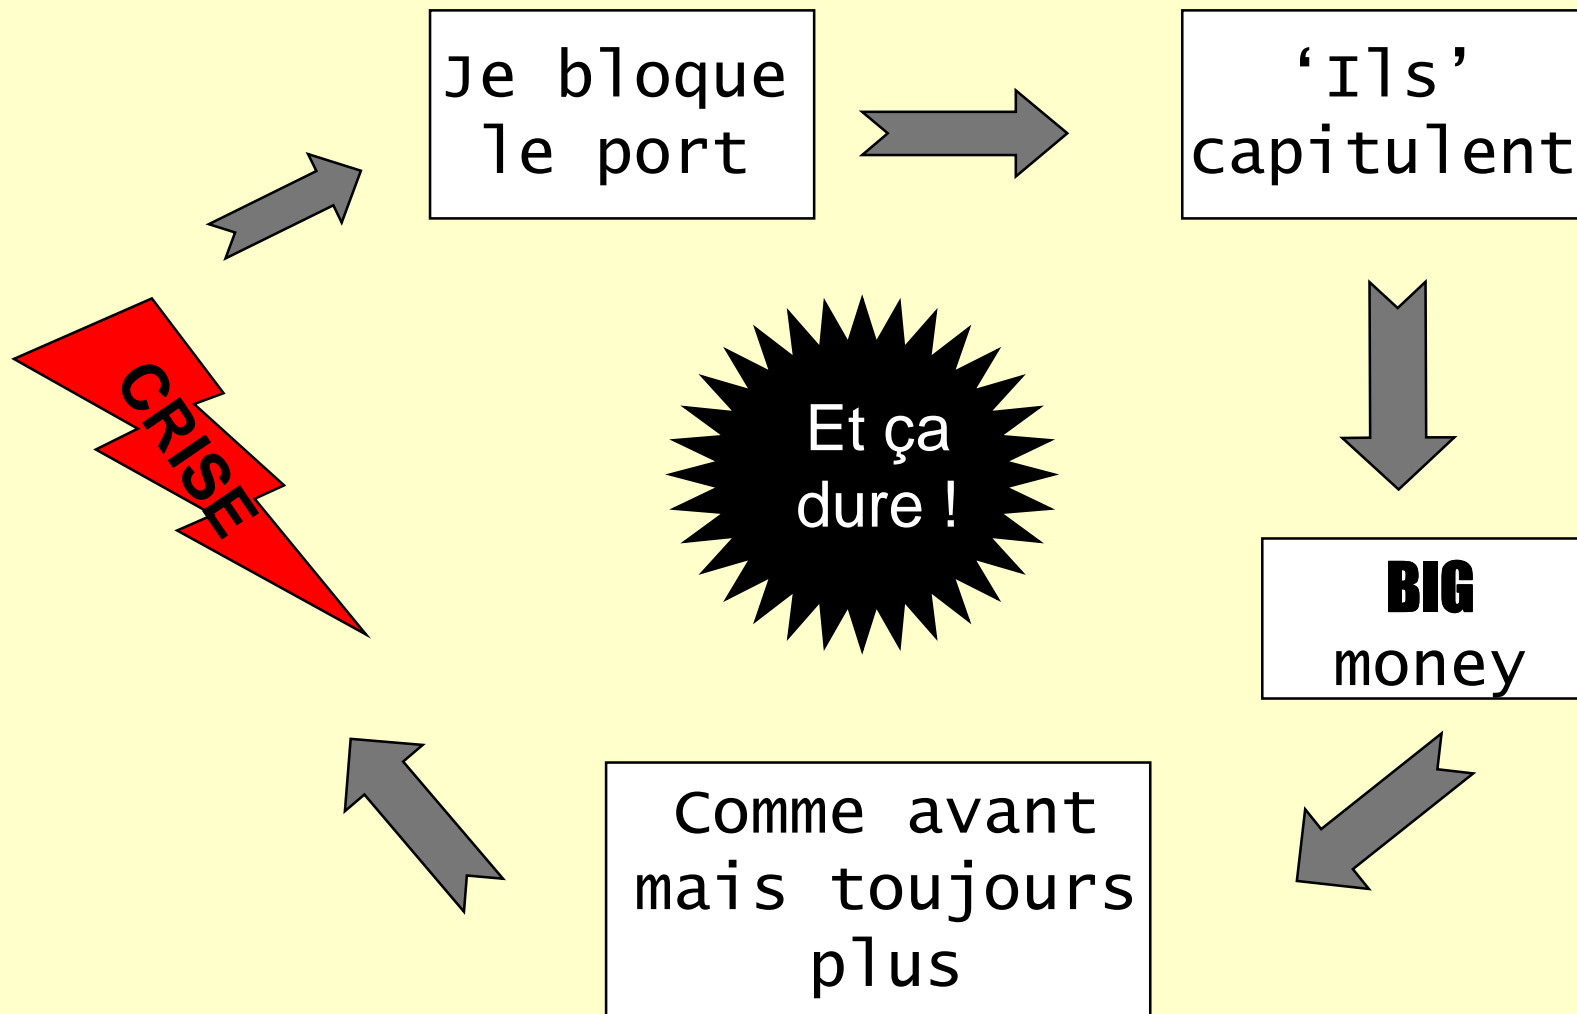 Je bloque
le port
‘Ils’
capitulent
CRISE
Et ça
dure !
BIG
money
Comme avant
mais toujours
plus